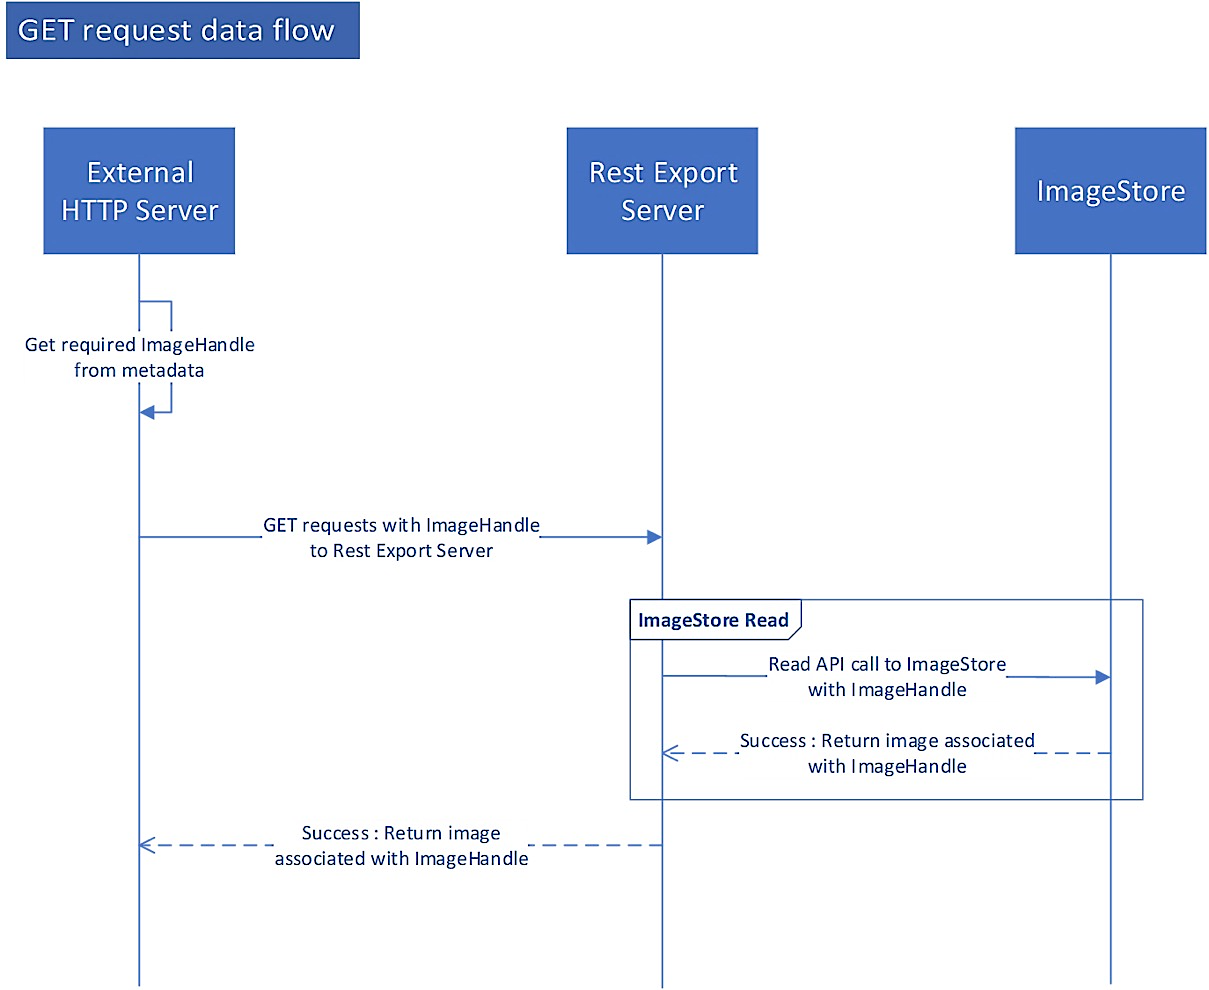 GET request data flow
External
HTTP Server
Rest Export
Server
ImageStore
Get required ImageHandle
from metadata
GET requests with ImageHandle
to Rest Export Server
ImageStore Read
Read API call to ImageStore
with ImageHandle
Success : Return image associated
with ImageHandle
Success : Return image
associated with ImageHandle